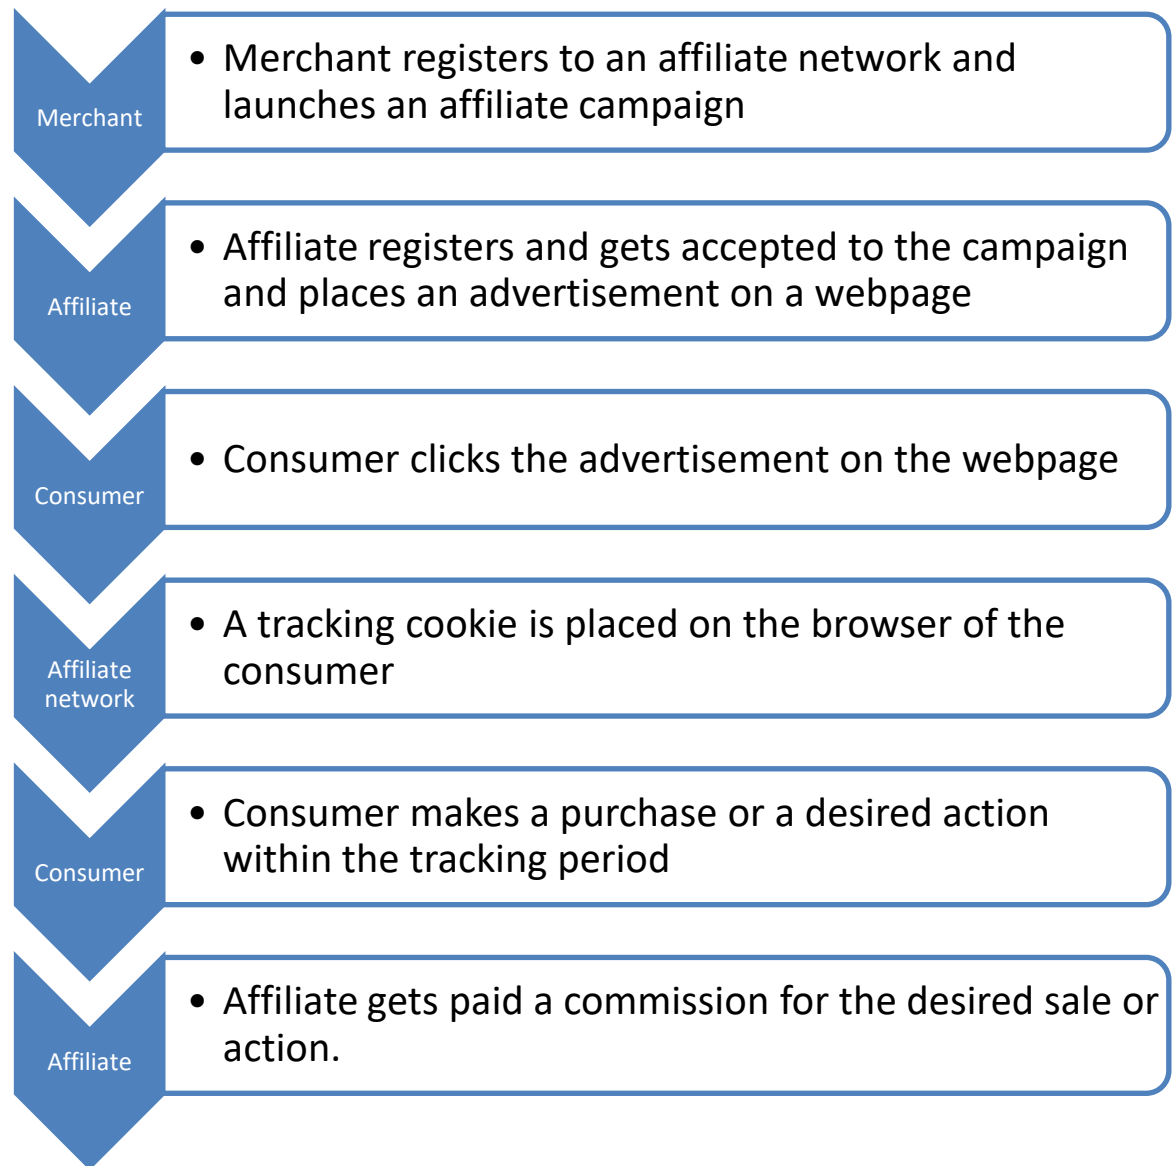 Merchant
• Merchant registers to an affiliate network and
launches an affiliate campaign
Affiliate
• Affiliate registers and gets accepted to the campaign
and places an advertisement on a webpage
Consumer
• Consumer clicks the advertisement on the webpage
Affiliate
network
• A tracking cookie is placed on the browser of the
consumer
Consumer
• Consumer makes a purchase or a desired action
within the tracking period
Affiliate
• Affiliate gets paid a commission for the desired sale or
action.